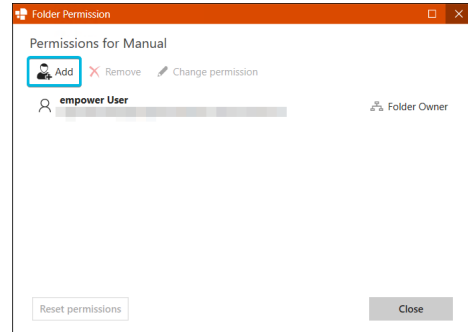 Folder Permission
Permissions for Manual
Add Remove Change permission
empower User
Folder Owner
Reset permissions Close